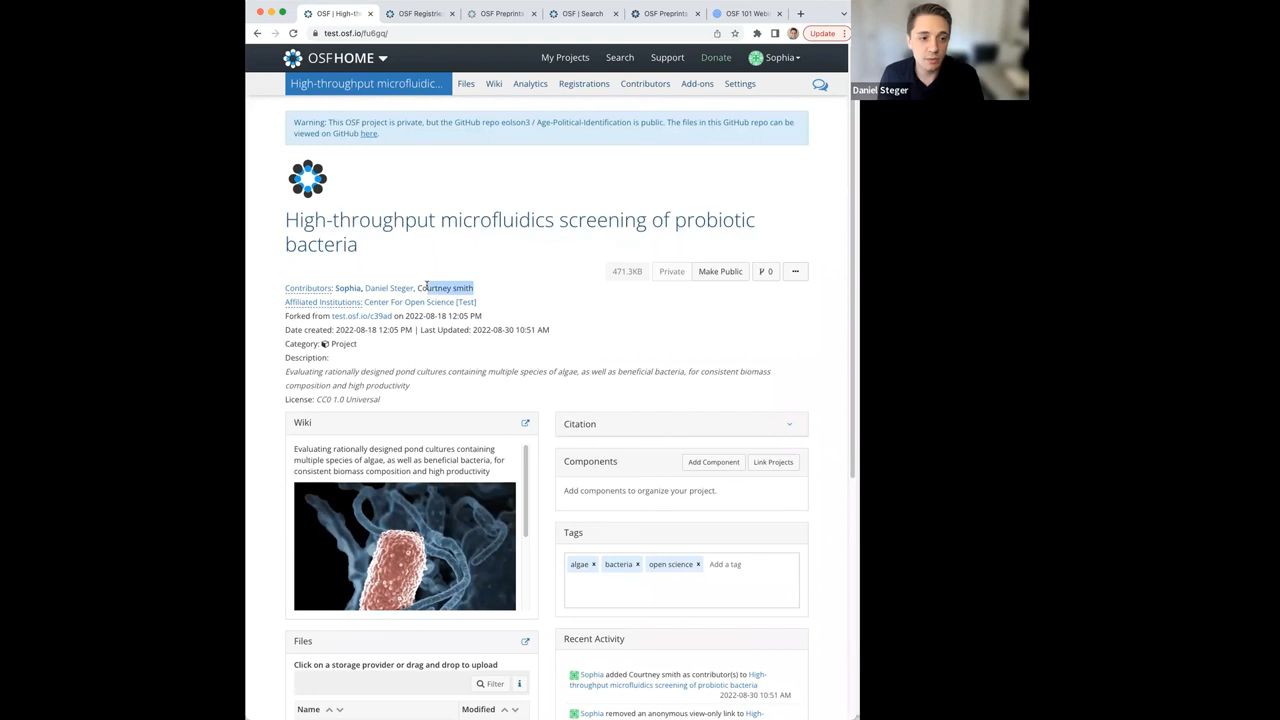 OSF | High-th
OSF Registrie
OSF Preprints
OSF | Search
OSF Preprints
OSF 101 Webi
test.osf.io/fu6gq/
Update
OSFHOME
My Projects
Search
Support
Donate
Sophia
High-throughput microfluidic...
Files
Wiki
Analytics
Registrations
Contributors
Add-ons
Settings
Daniel Steger
Warning: This OSF project is private, but the GitHub repo eolson3 / Age-Political-Identification is public. The files in this GitHub repo can be
viewed on GitHub here.
High-throughput microfluidics screening of probiotic
bacteria
471.3KB
Private
Make Public
0
Contributors: Sophia, Daniel Steger, Courtney smith
Affiliated Institutions: Center For Open Science [Test]
Forked from test.osf.io/c39ad on 2022-08-18 12:05 PM
Date created: 2022-08-18 12:05 PM | Last Updated: 2022-08-30 10:51 AM
Category: Project
Description:
Evaluating rationally designed pond cultures containing multiple species of algae, as well as beneficial bacteria, for consistent biomass
composition and high productivity
License: CC0 1.0 Universal
Wiki
Evaluating rationally designed pond cultures containing
multiple species of algae, as well as beneficial bacteria, for
consistent biomass composition and high productivity
Files
Click on a storage provider or drag and drop to upload
Filter
Name
Modified
Citation
Components
Add Component
Link Projects
Add components to organize your project.
Tags
algae x
bacteria x
open science x
Add a tag
Recent Activity
Sophia added Courtney smith as contributor(s) to High-
throughput microfluidics screening of probiotic bacteria
2022-08-30 10:51 AM
Sophia removed an anonymous view-only link to High-